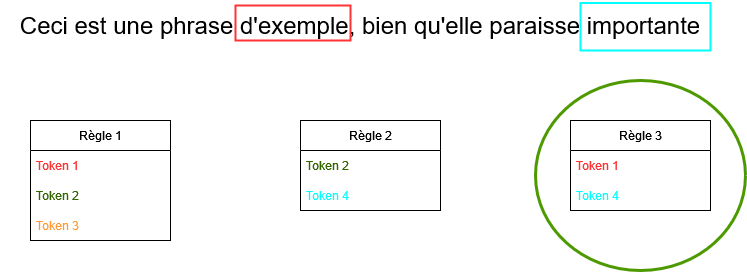 Ceci est une phrase d'exemple, bien qu'elle paraisse importante
Règle 1
Token 1
Token 2
Token 3
Règle 2
Token 2
Token 4
Règle 3
Token 1
Token 4